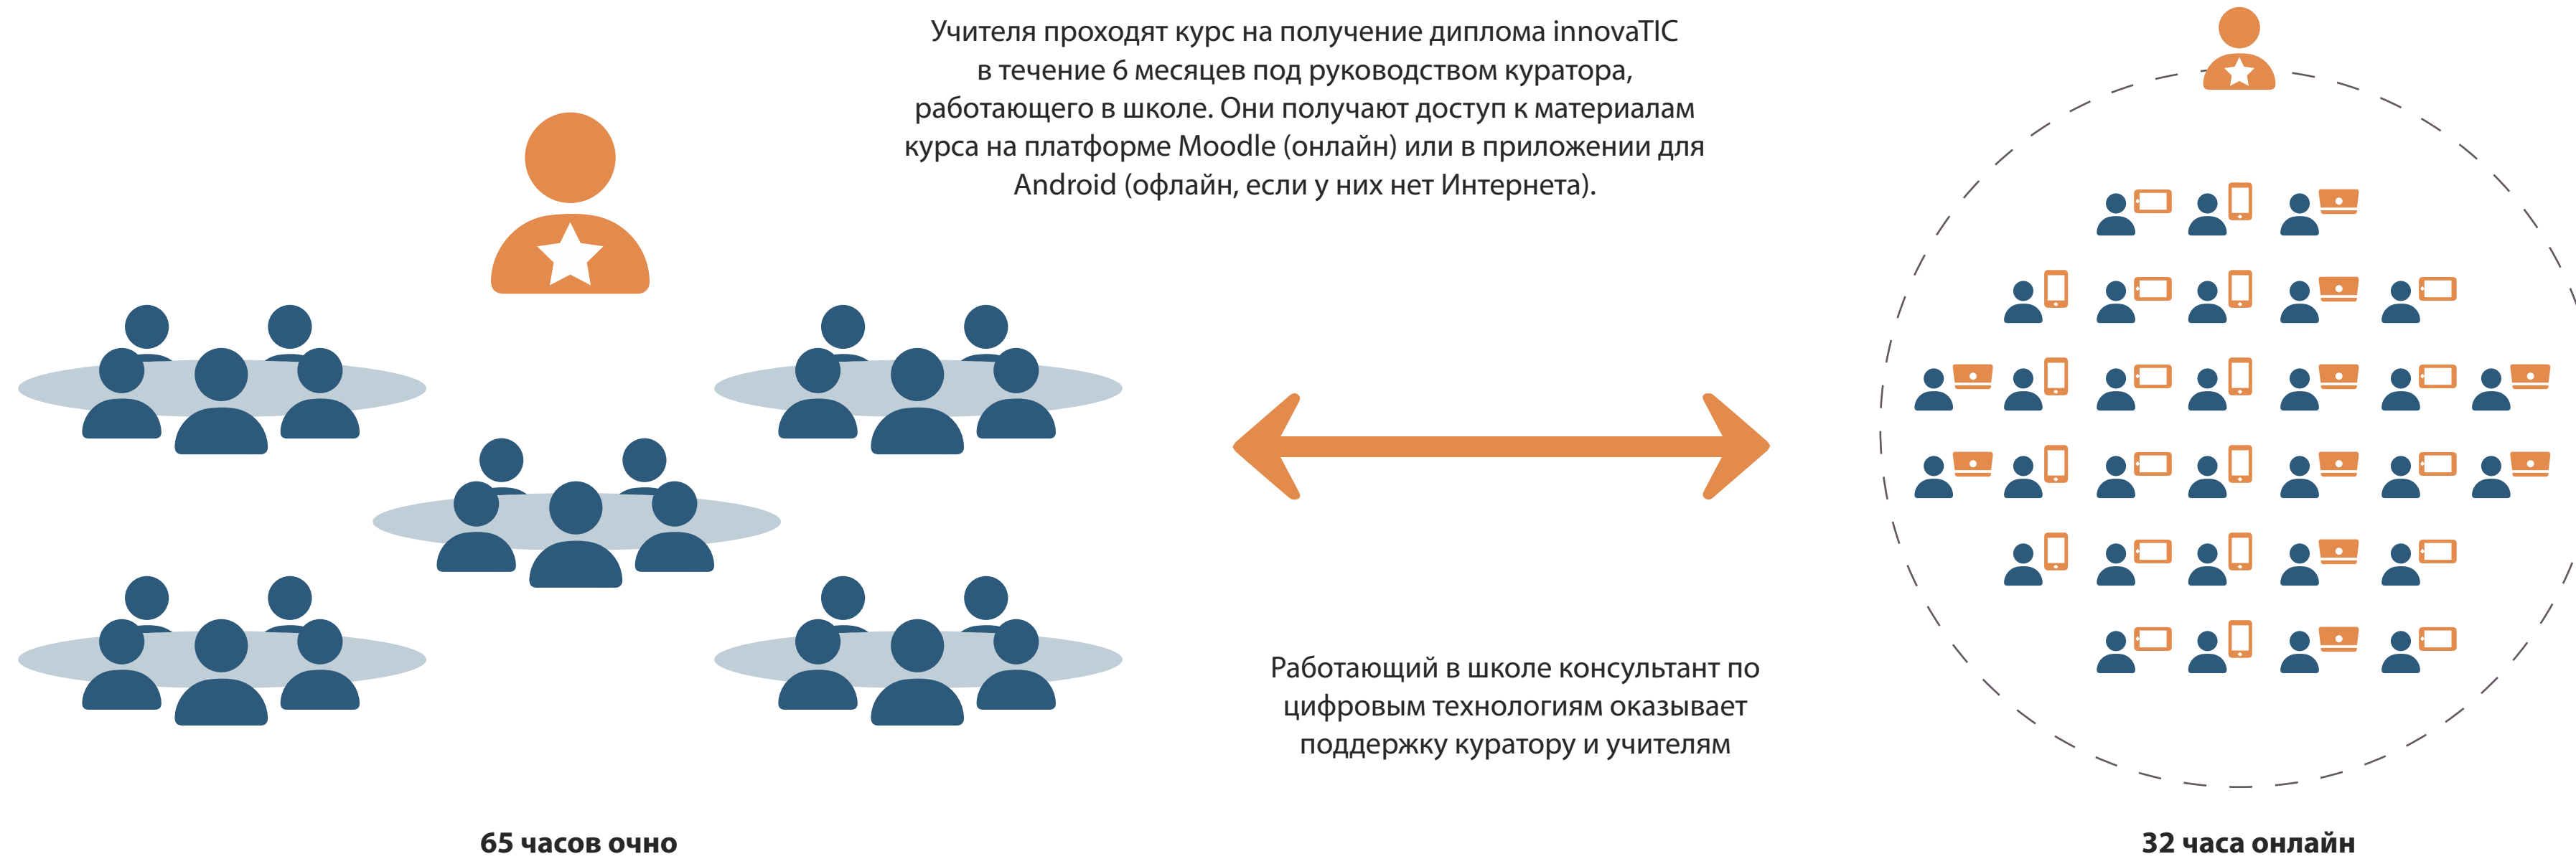 Учителя проходят курс на получение диплома innovaTIC
в течение 6 месяцев под руководством куратора,
работающего в школе. Они получают доступ к материалам
курса на платформе Moodle (онлайн) или в приложении для
Android (офлайн, если у них нет Интернета).
Работающий в школе консультант по
цифровым технологиям оказывает
поддержку куратору и учителям
65 часов очно
32 часа онлайн